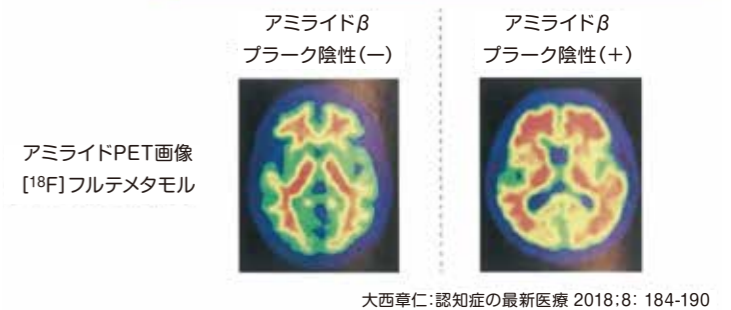 アミライドβ
プラーク陰性(ー)
アミライドβ
プラーク陰性(＋)
アミライドPET画像
[18F]フルテメタモル
大西章仁:認知症の最新医療 2018;8: 184-190